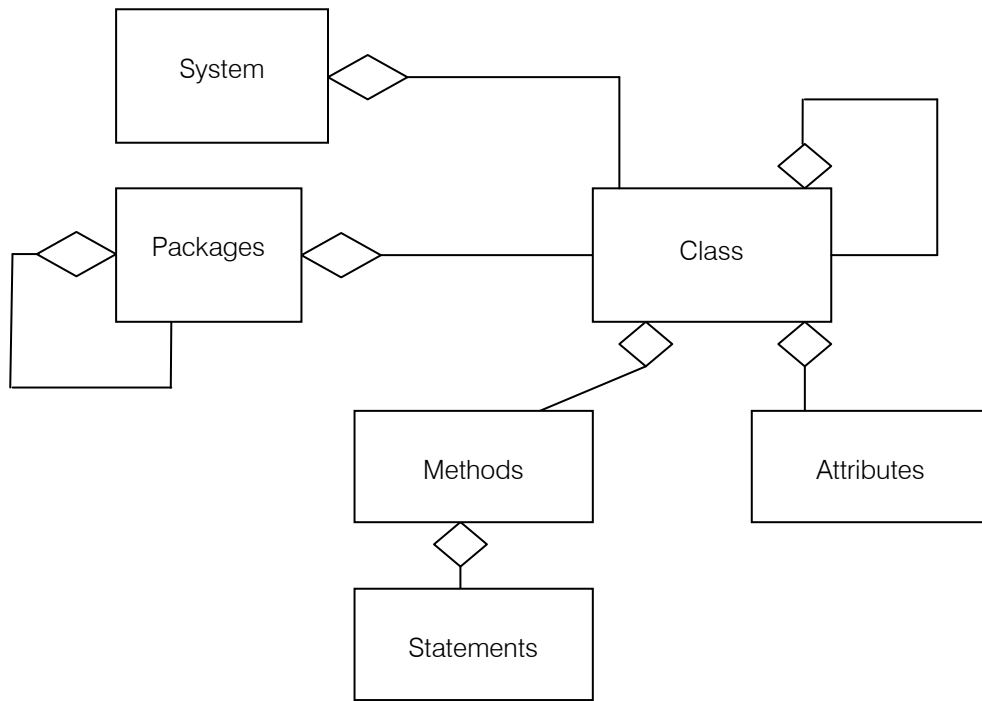 System
Packages
Class
Methods
Attributes
Statements